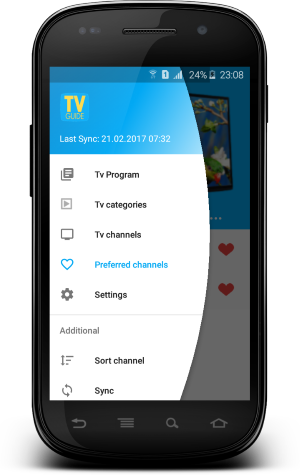 24% 23:08
TV
GUIDE
Last Sync: 21.02.2017 07:32
Tv Program
Tv categories
Tv channels
Preferred channels
Settings
Additional
Sort channel
Sync